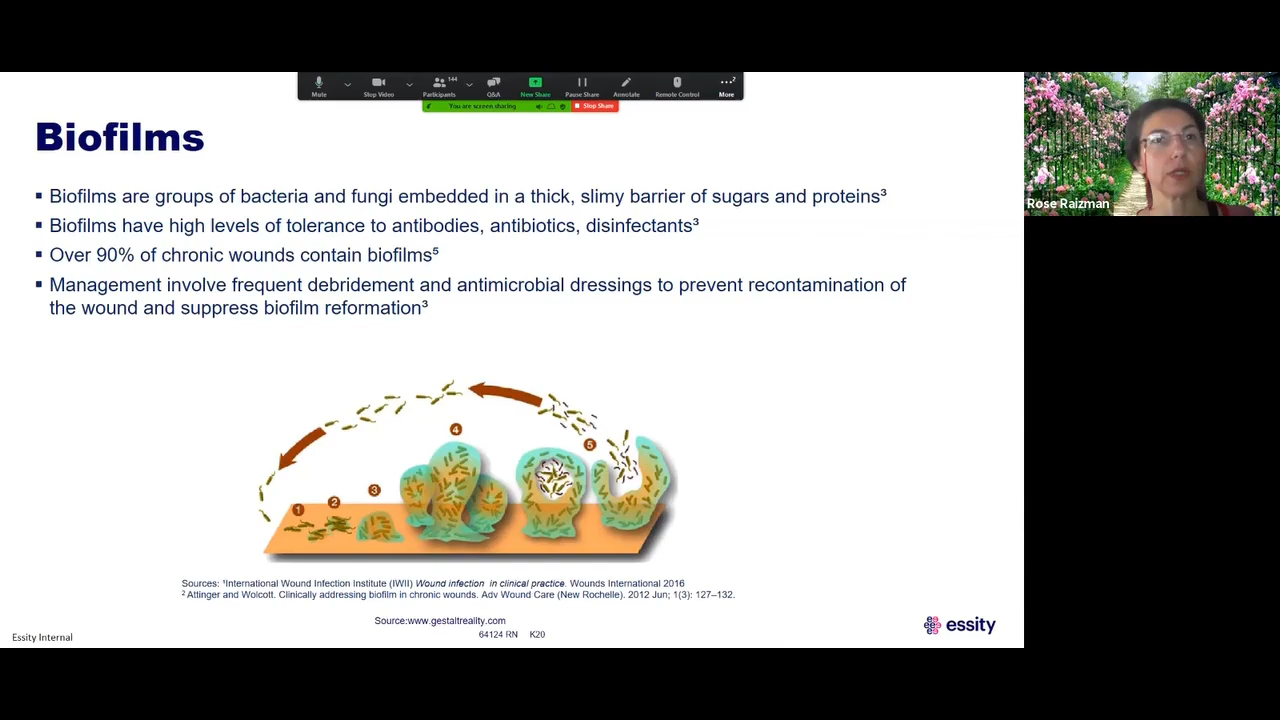 144
2
Mute
Stop Video
Participants
Q&A
New Share
Pause Share
Annotate
Remote Control
More
You are screen sharing
Stop Share
Rose Raizman
Biofilms
▪ Biofilms are groups of bacteria and fungi embedded in a thick, slimy barrier of sugars and proteins³
▪ Biofilms have high levels of tolerance to antibodies, antibiotics, disinfectants³
▪ Over 90% of chronic wounds contain biofilms⁵
▪ Management involve frequent debridement and antimicrobial dressings to prevent recontamination of
the wound and suppress biofilm reformation³
1
2
3
4
5
Sources: ¹International Wound Infection Institute (IWII) Wound infection in clinical practice. Wounds International 2016
² Attinger and Wolcott. Clinically addressing biofilm in chronic wounds. Adv Wound Care (New Rochelle). 2012 Jun; 1(3): 127–132.
Source:www.gestaltreality.com
64124 RN K20
Essity Internal
essity